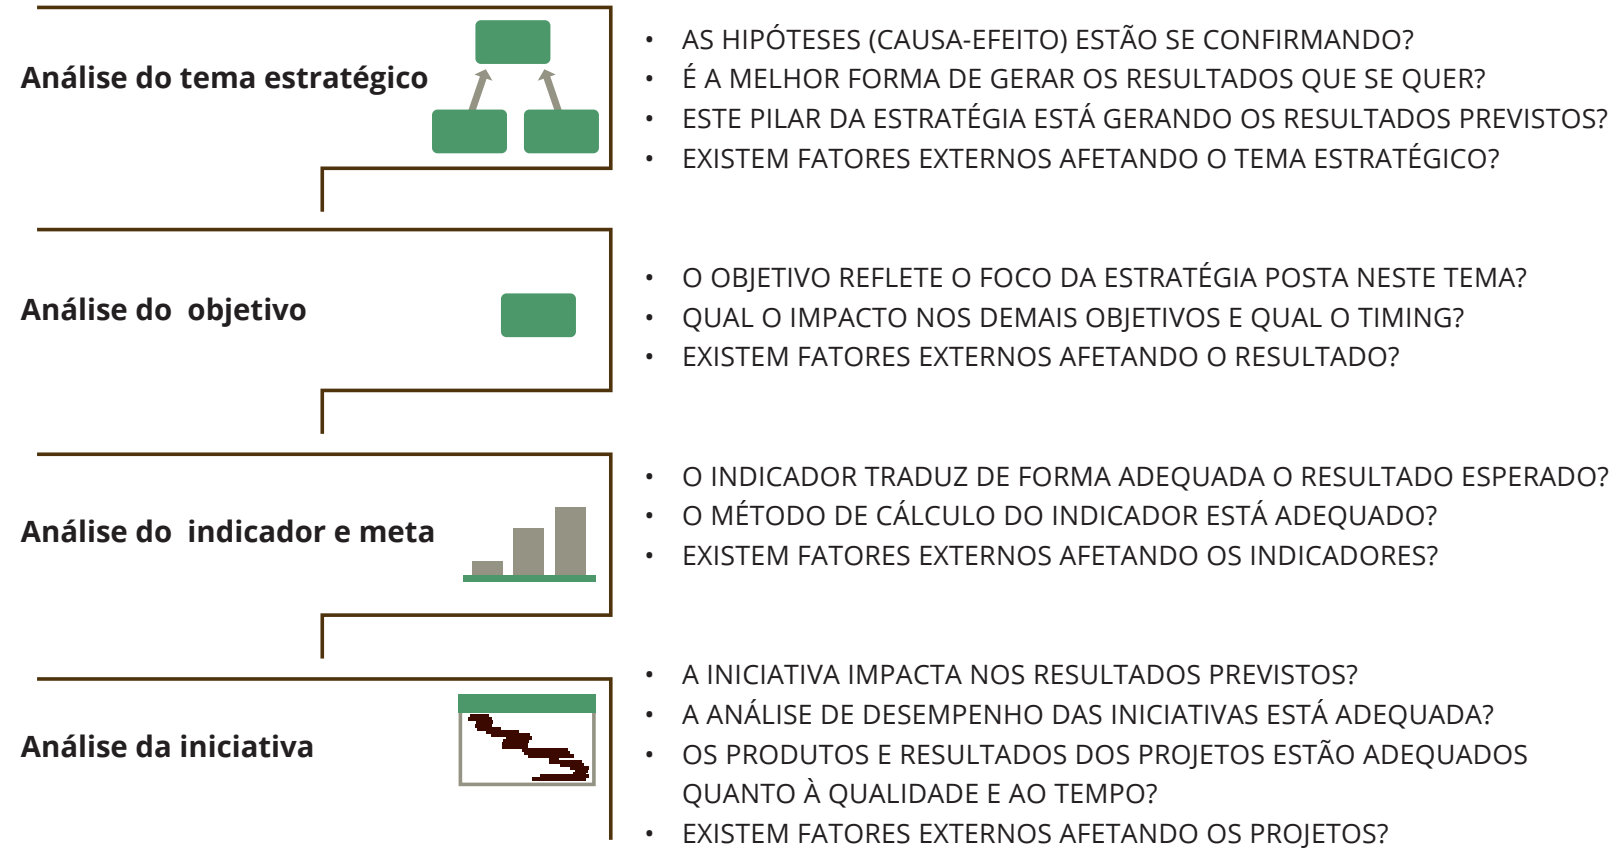 Análise do tema estratégico
• AS HIPÓTESES (CAUSA-EFEITO) ESTÃO SE CONFIRMANDO?
• É A MELHOR FORMA DE GERAR OS RESULTADOS QUE SE QUER?
• ESTE PILAR DA ESTRATÉGIA ESTÁ GERANDO OS RESULTADOS PREVISTOS?
• EXISTEM FATORES EXTERNOS AFETANDO O TEMA ESTRATÉGICO?
Análise do objetivo
• O OBJETIVO REFLETE O FOCO DA ESTRATÉGIA POSTA NESTE TEMA?
• QUAL O IMPACTO NOS DEMAIS OBJETIVOS E QUAL O TIMING?
• EXISTEM FATORES EXTERNOS AFETANDO O RESULTADO?
Análise do indicador e meta
• O INDICADOR TRADUZ DE FORMA ADEQUADA O RESULTADO ESPERADO?
• O MÉTODO DE CÁLCULO DO INDICADOR ESTÁ ADEQUADO?
• EXISTEM FATORES EXTERNOS AFETANDO OS INDICADORES?
Análise da iniciativa
• A INICIATIVA IMPACTA NOS RESULTADOS PREVISTOS?
• A ANÁLISE DE DESEMPENHO DAS INICIATIVAS ESTÁ ADEQUADA?
• OS PRODUTOS E RESULTADOS DOS PROJETOS ESTÃO ADEQUADOS
QUANTO À QUALIDADE E AO TEMPO?
• EXISTEM FATORES EXTERNOS AFETANDO OS PROJETOS?